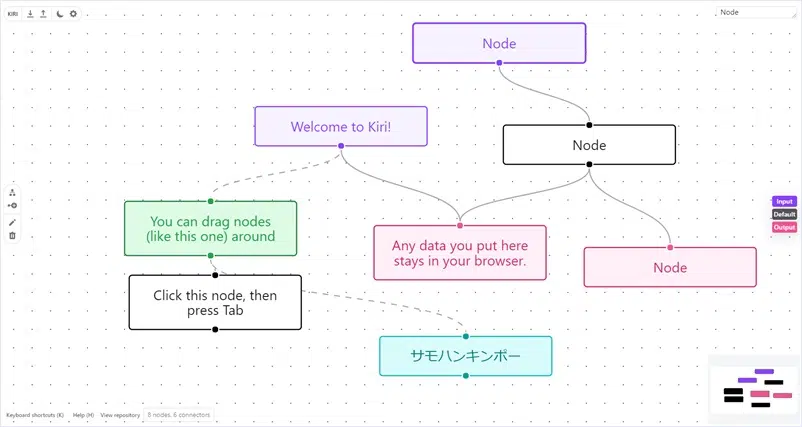 KIRI
Node
Node
Welcome to Kiri!
Node
Input
Default
Output
You can drag nodes
(like this one) around
Any data you put here
stays in your browser.
Node
Click this node, then
press Tab
サモハンキンポー
Keyboard shortcuts (K)
Help (H)
View repository
8 nodes, 6 connectors